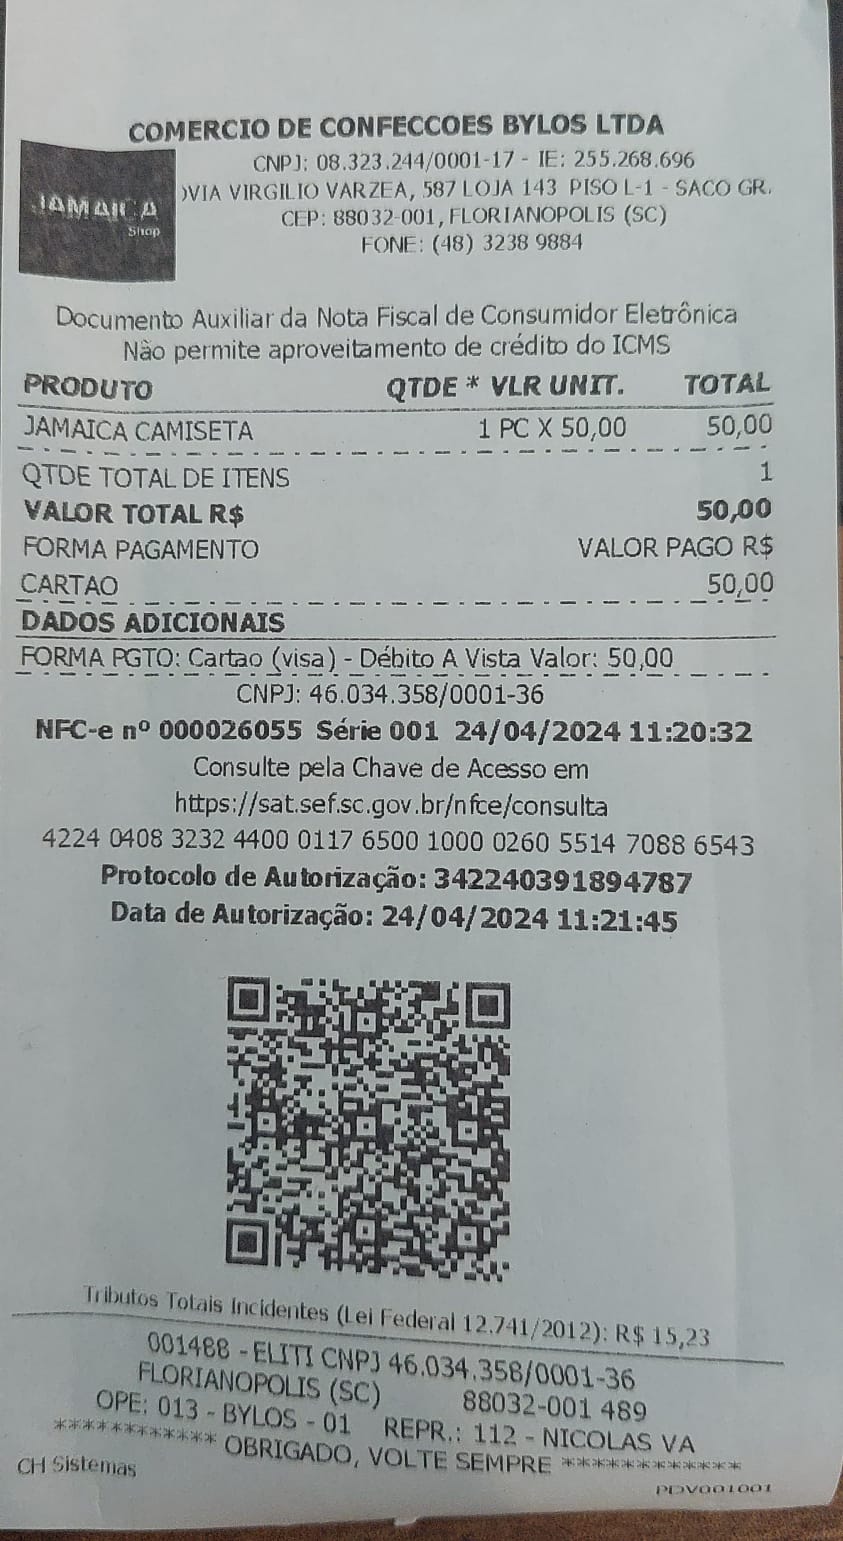 COMERCIO DE CONFECCOES BYLOS LTDA
CNPJ: 08.323.244/0001-17 - IE: 255.268.696
JAMAICA
Shop
OVIA VIRGILIO VARZEA, 587 LOJA 143 PISO L-1 - SACO GR.
CEP: 88032-001, FLORIANOPOLIS (SC)
FONE: (48) 3238 9884
Documento Auxiliar da Nota Fiscal de Consumidor Eletrônica
Não permite aproveitamento de crédito do ICMS
PRODUTO QTDE * VLR UNIT. TOTAL
JAMAICA CAMISETA 1 PC X 50,00 50,00
QTDE TOTAL DE ITENS 1
VALOR TOTAL R$ 50,00
FORMA PAGAMENTO VALOR PAGO R$
CARTAO 50,00
DADOS ADICIONAIS
FORMA PGTO: Cartao (visa) - Débito A Vista Valor: 50,00
CNPJ: 46.034.358/0001-36
NFC-e nº 000026055 Série 001 24/04/2024 11:20:32
Consulte pela Chave de Acesso em
https://sat.sef.sc.gov.br/nfce/consulta
4224 0408 3232 4400 0117 6500 1000 0260 5514 7088 6543
Protocolo de Autorização: 342240391894787
Data de Autorização: 24/04/2024 11:21:45
Tributos Totais Incidentes (Lei Federal 12.741/2012): R$ 15,23
001488 - ELITI CNPJ 46.034.358/0001-36
FLORIANOPOLIS (SC) 88032-001 489
OPE: 013 - BYLOS - 01 REPR.: 112 - NICOLAS VA
************ OBRIGADO, VOLTE SEMPRE ************
CH Sistemas
PDV001001